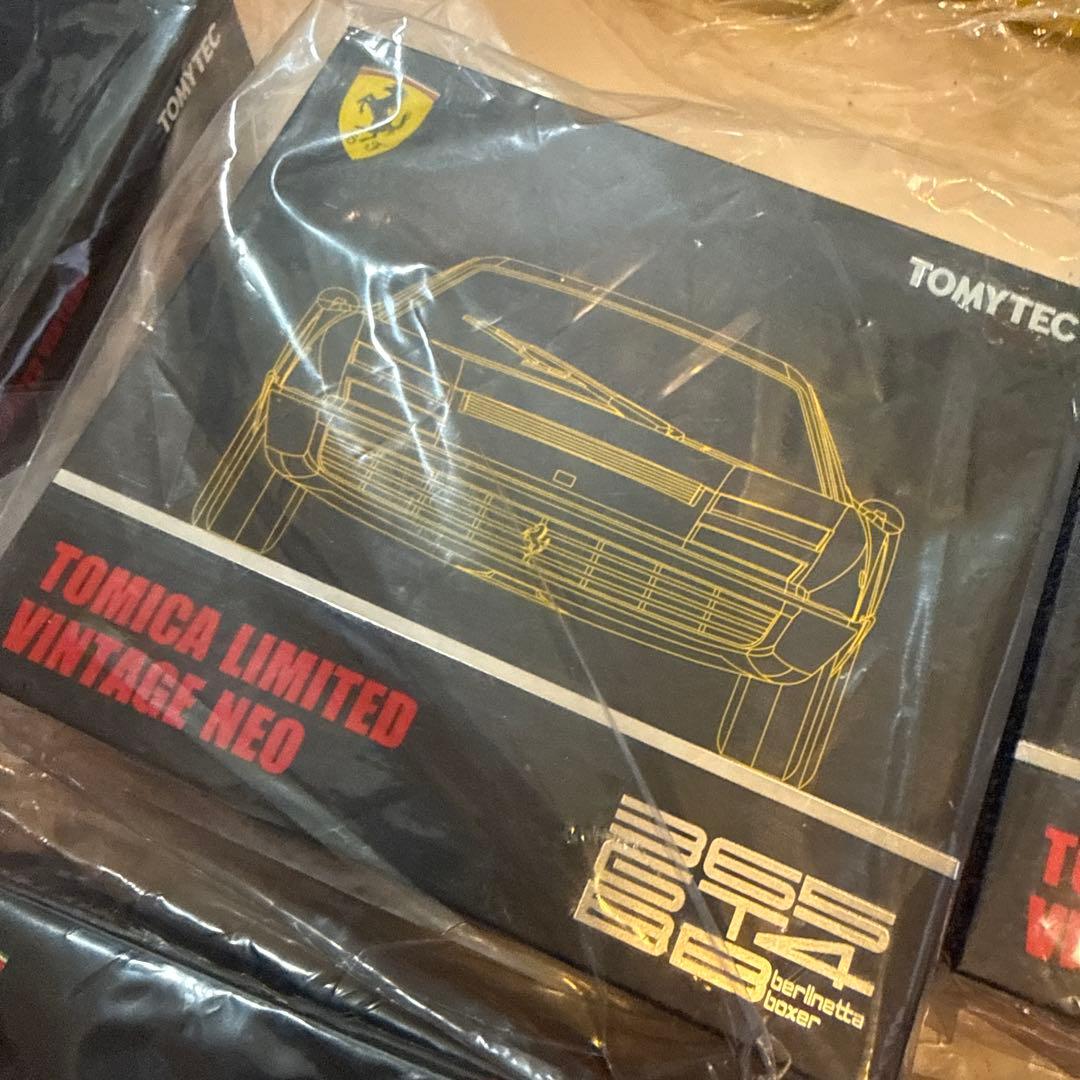 TOMYTEC
TOMYTEC
TOMICA LIMITED
VINTAGE NEO
365
GT4
BB
berlinetta
boxer